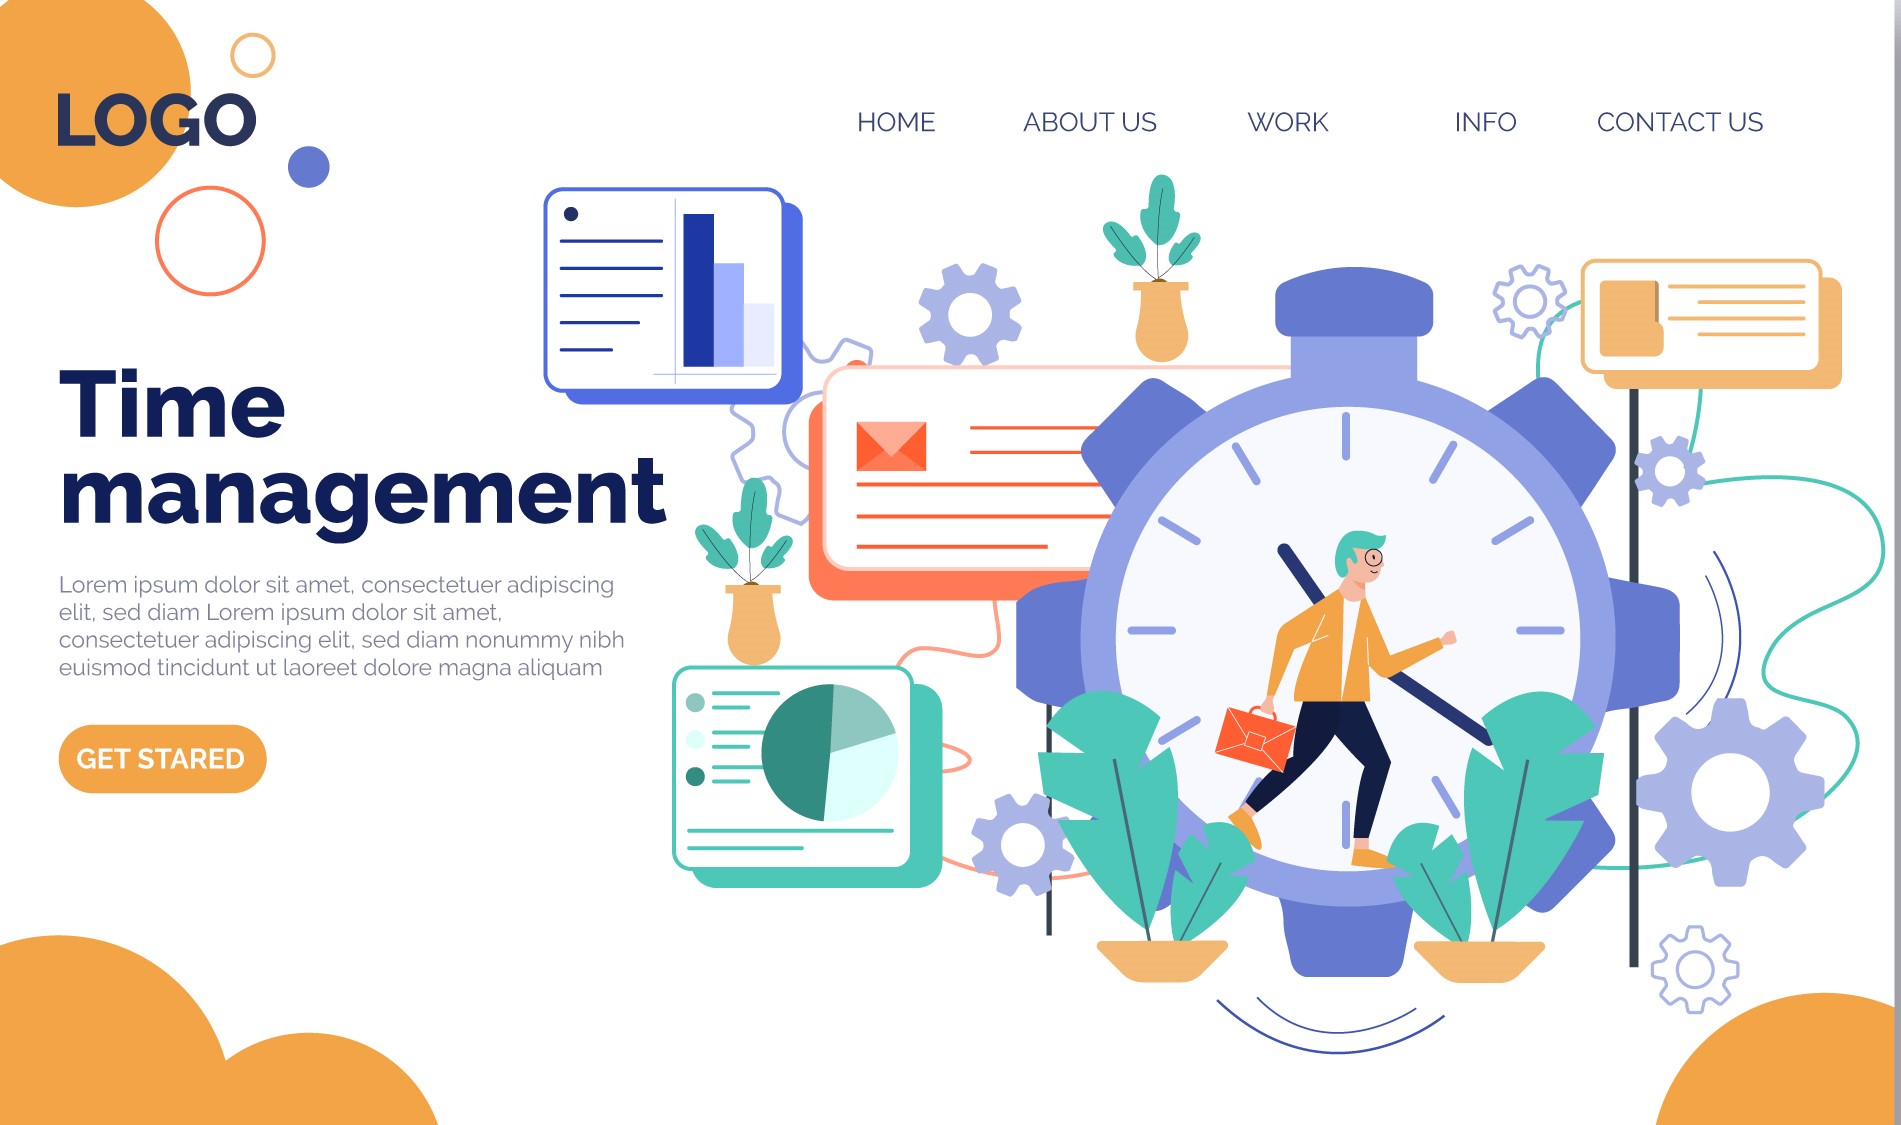 LOGO
HOME ABOUT US WORK INFO CONTACT US
Time
management
Lorem ipsum dolor sit amet, consectetuer adipiscing
elit, sed diam Lorem ipsum dolor sit amet,
consectetuer adipiscing elit, sed diam nonummy nibh
euismod tincidunt ut laoreet dolore magna aliquam
GET STARED